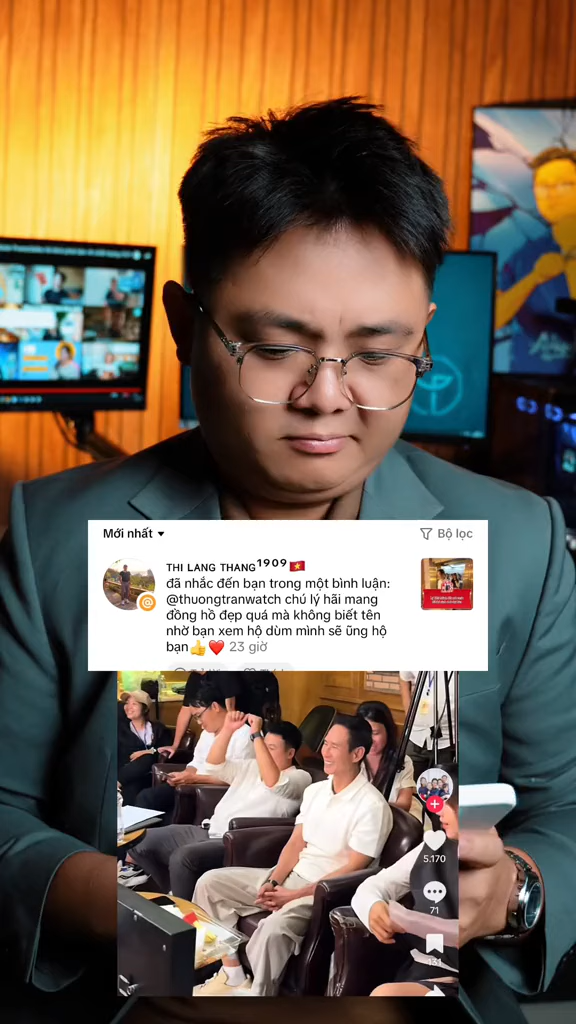 Mới nhất
Bộ lọc
THI LANG THANG¹⁹⁰⁹🇻🇳
đã nhắc đến bạn trong một bình luận:
@thuongtranwatch chú lý hãi mang
đồng hồ đẹp quá mà không biết tên
nhờ bạn xem hộ dùm mình sẽ ủng hộ
bạn👍❤️ 23 giờ
5.170
71
131